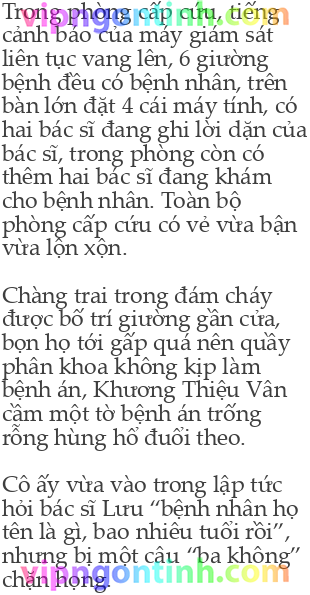 Trong phòng cấp cứu, tiếng
cảnh báo của máy giám sát
liên tục vang lên, 6 giường
bệnh đều có bệnh nhân, trên
bàn lớn đặt 4 cái máy tính, có
hai bác sĩ đang ghi lời dặn của
bác sĩ, trong phòng còn có
thêm hai bác sĩ đang khám
cho bệnh nhân. Toàn bộ
phòng cấp cứu có vẻ vừa bận
vừa lộn xộn.
Chàng trai trong đám cháy
được bố trí giường gần cửa,
bọn họ tới gấp quá nên quầy
phân khoa không kịp làm
bệnh án, Khương Thiệu Vân
cầm một tờ bệnh án trống
rỗng hùng hổ đuổi theo.
Cô ấy vừa vào trong lập tức
hỏi bác sĩ Lưu “bệnh nhân họ
tên là gì, bao nhiêu tuổi rồi”,
nhưng bị một câu “ba không”
chặn họng.
vipngontinh.com
vipngontinh.com